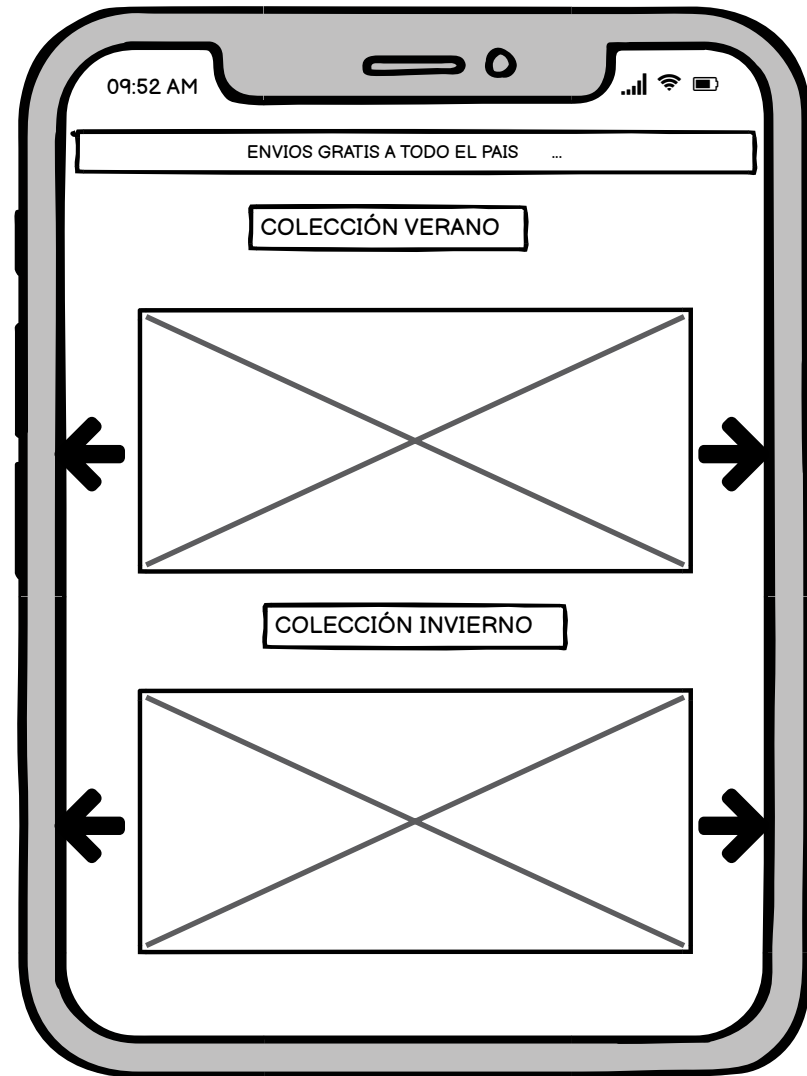 09:52 AM
ENVIOS GRATIS A TODO EL PAIS ...
COLECCIÓN VERANO
COLECCIÓN INVIERNO